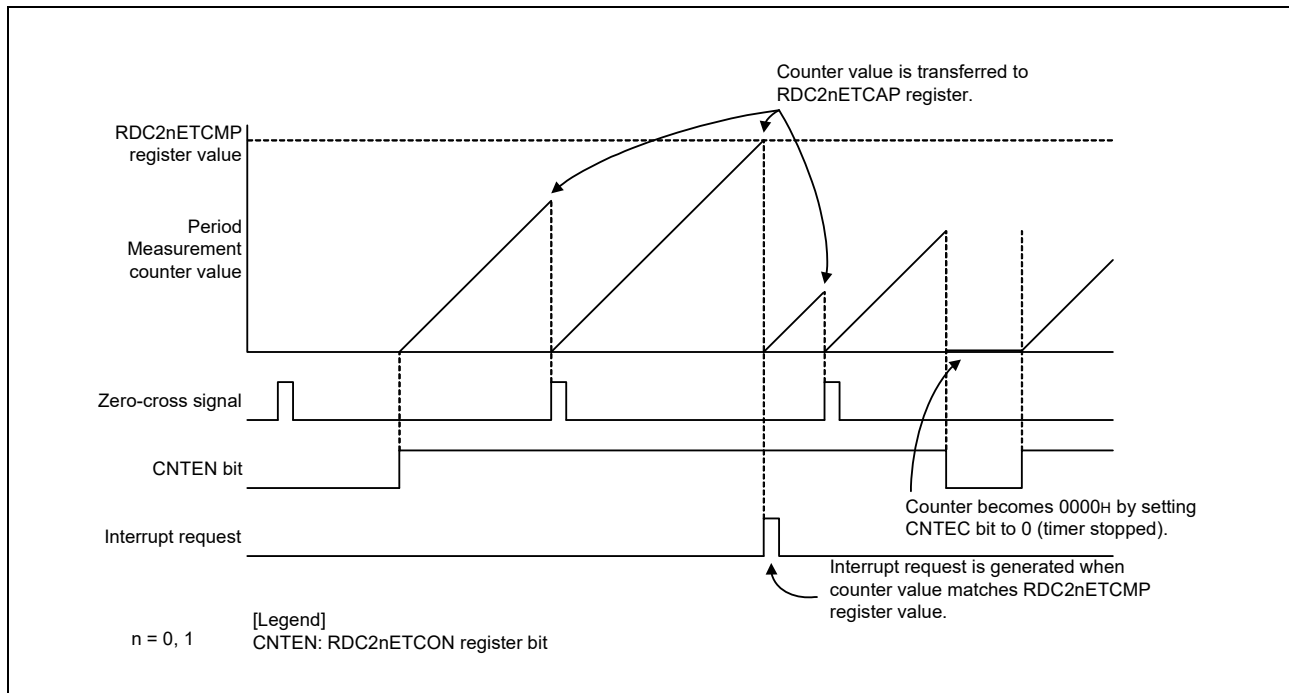 Counter value is transferred to
RDC2nETCAP register.
RDC2nETCMP
register value
Period
Measurement
counter value
Zero-cross signal
CNTEN bit
Counter becomes 0000H by setting
CNTEC bit to 0 (timer stopped).
Interrupt request
Interrupt request is generated when
counter value matches RDC2nETCMP
register value.
n = 0, 1
[Legend]
CNTEN: RDC2nETCON register bit